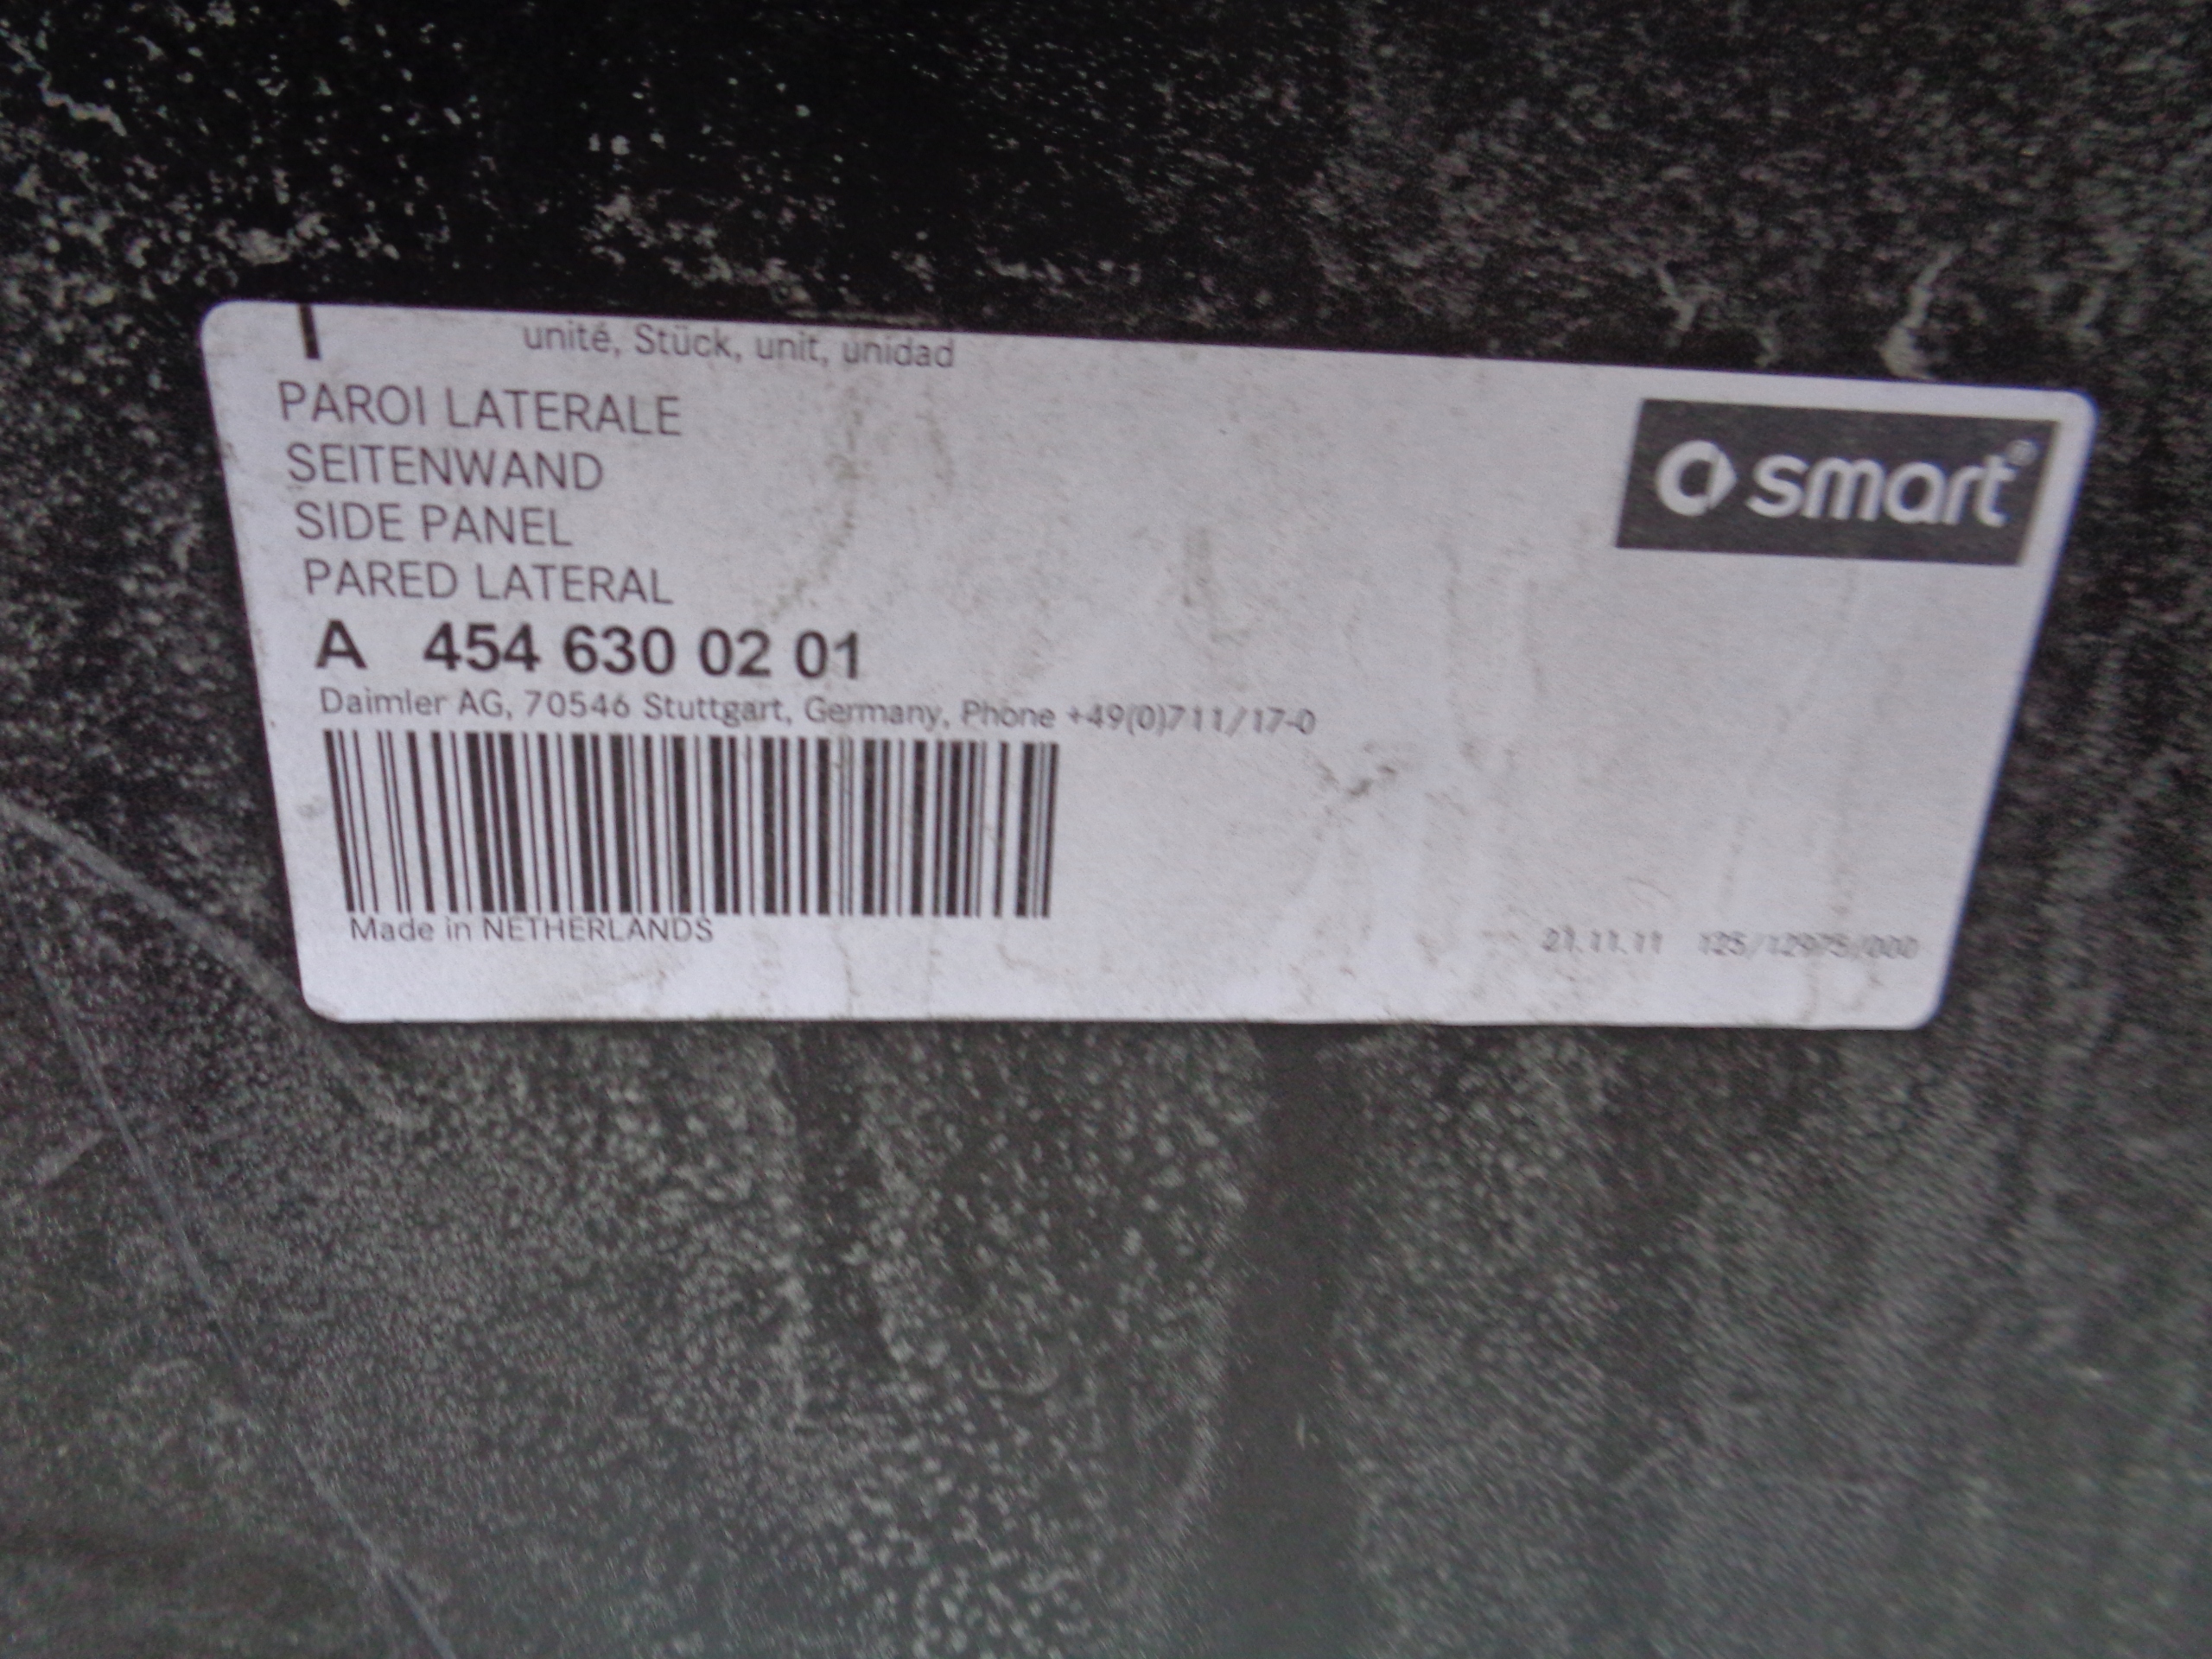 unité, Stück, unit, unidad
PAROI LATERALE
SEITENWAND
SIDE PANEL
PARED LATERAL
smart®
A 454 630 02 01
Daimler AG, 70546 Stuttgart, Germany, Phone +49(0)711/17-0
Made in NETHERLANDS
21.11.11